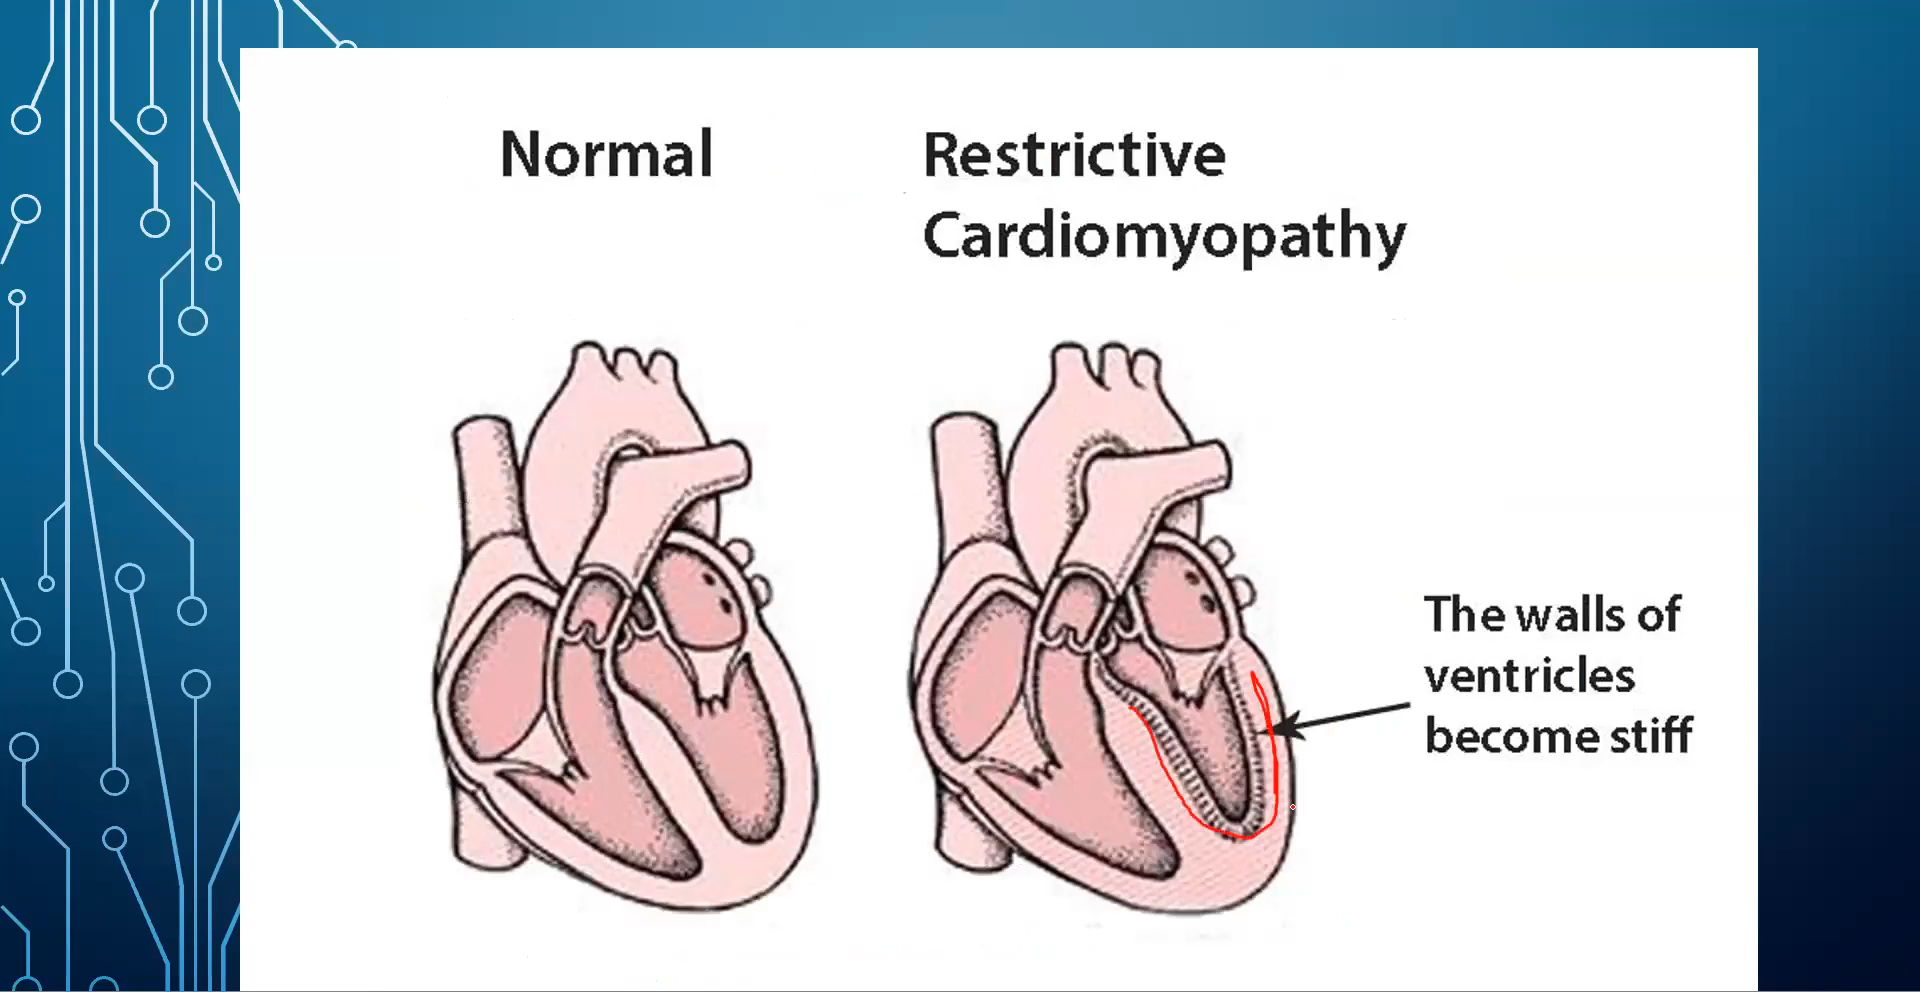 Normal
Restrictive
Cardiomyopathy
The walls of
ventricles
become stiff